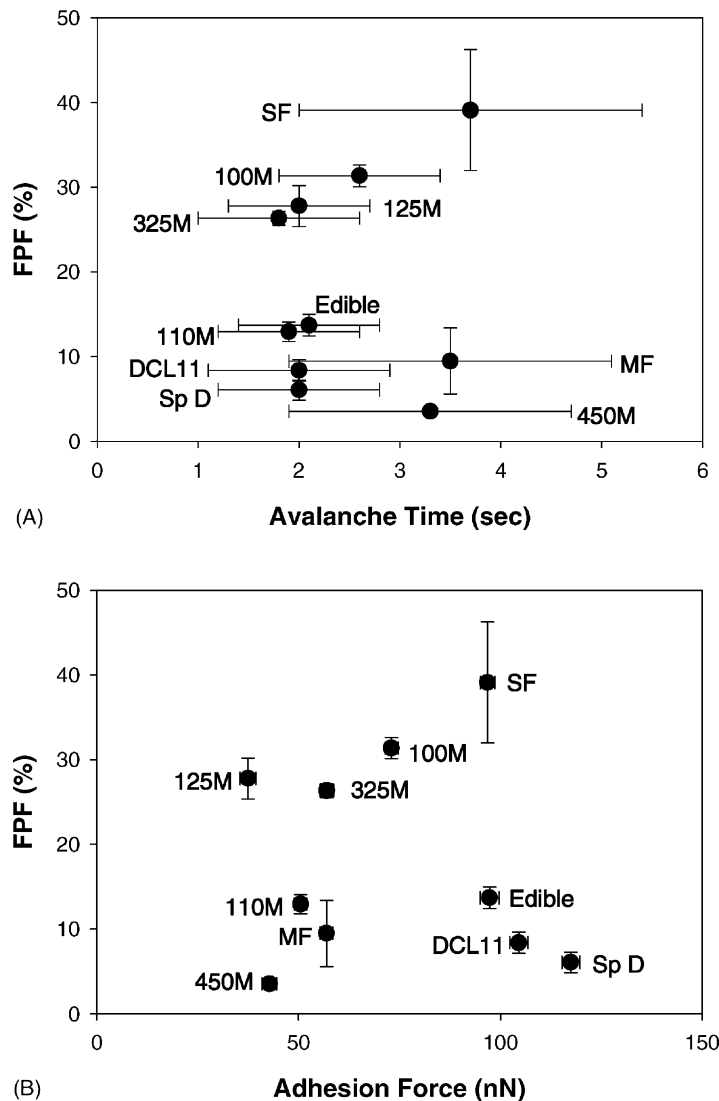 50
40
30
20
10
0
FPF (%)
SF
100M
125M
325M
Edible
110M
DCL11
MF
Sp D
450M
0 1 2 3 4 5 6
(A) Avalanche Time (sec)
50
40
30
20
10
0
FPF (%)
SF
100M
125M
325M
Edible
110M
MF
DCL11
Sp D
450M
0 50 100 150
(B) Adhesion Force (nN)